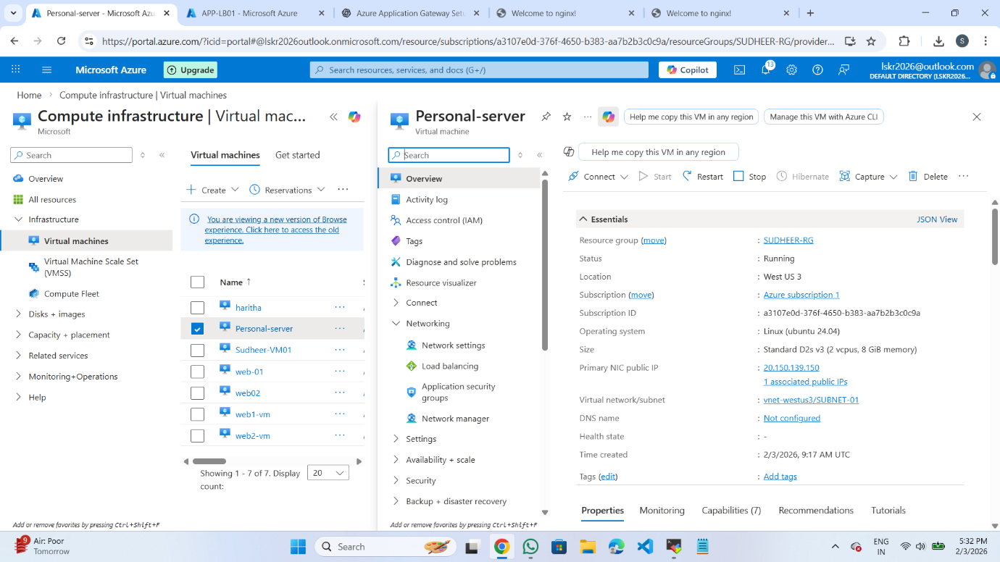 Personal-server - Microsoft Azu
APP-LB01 - Microsoft Azure
Azure Application Gateway Setu
Welcome to nginx!
Welcome to nginx!
https://portal.azure.com/?icid=portal#@lskr2026outlook.onmicrosoft.com/resource/subscriptions/a3107e0d-376f-4650-b383-aa7b2b3c0c9a/resourceGroups/SUDHEER-RG/provider...
S
Microsoft Azure
Upgrade
Search resources, services, and docs (G+/)
Copilot
13
lskr2026@outlook.com
DEFAULT DIRECTORY (LSKR2026...
Home
Compute infrastructure | Virtual machines
Compute infrastructure | Virtual mac...
Microsoft
Search
Overview
All resources
Infrastructure
Virtual machines
Virtual Machine Scale Set
(VMSS)
Compute Fleet
Disks + images
Capacity + placement
Related services
Monitoring+Operations
Help
Add or remove favorites by pressing Ctrl+Shift+F
Virtual machines
Get started
Create
Reservations
You are viewing a new version of Browse
experience. Click here to access the old
experience.
Name ↑
haritha
Personal-server
Sudheer-VM01
web-01
web02
web1-vm
web2-vm
Showing 1 - 7 of 7. Display
count:
20
Personal-server
Virtual machine
Help me copy this VM in any region
Manage this VM with Azure CLI
Search
Overview
Activity log
Access control (IAM)
Tags
Diagnose and solve problems
Resource visualizer
Connect
Networking
Network settings
Load balancing
Application security
groups
Network manager
Settings
Availability + scale
Security
Backup + disaster recovery
Add or remove favorites by pressing Ctrl+Shift+F
Help me copy this VM in any region
Connect
Start
Restart
Stop
Hibernate
Capture
Delete
Essentials
JSON View
Resource group (move) : SUDHEER-RG
Status : Running
Location : West US 3
Subscription (move) : Azure subscription 1
Subscription ID : a3107e0d-376f-4650-b383-aa7b2b3c0c9a
Operating system : Linux (ubuntu 24.04)
Size : Standard D2s v3 (2 vcpus, 8 GiB memory)
Primary NIC public IP : 20.150.139.150
1 associated public IPs
Virtual network/subnet : vnet-westus3/SUBNET-01
DNS name : Not configured
Health state : -
Time created : 2/3/2026, 9:17 AM UTC
Tags (edit) : Add tags
Properties
Monitoring
Capabilities (7)
Recommendations
Tutorials
9
Air: Poor
Tomorrow
Search
ENG
IN
5:32 PM
2/3/2026